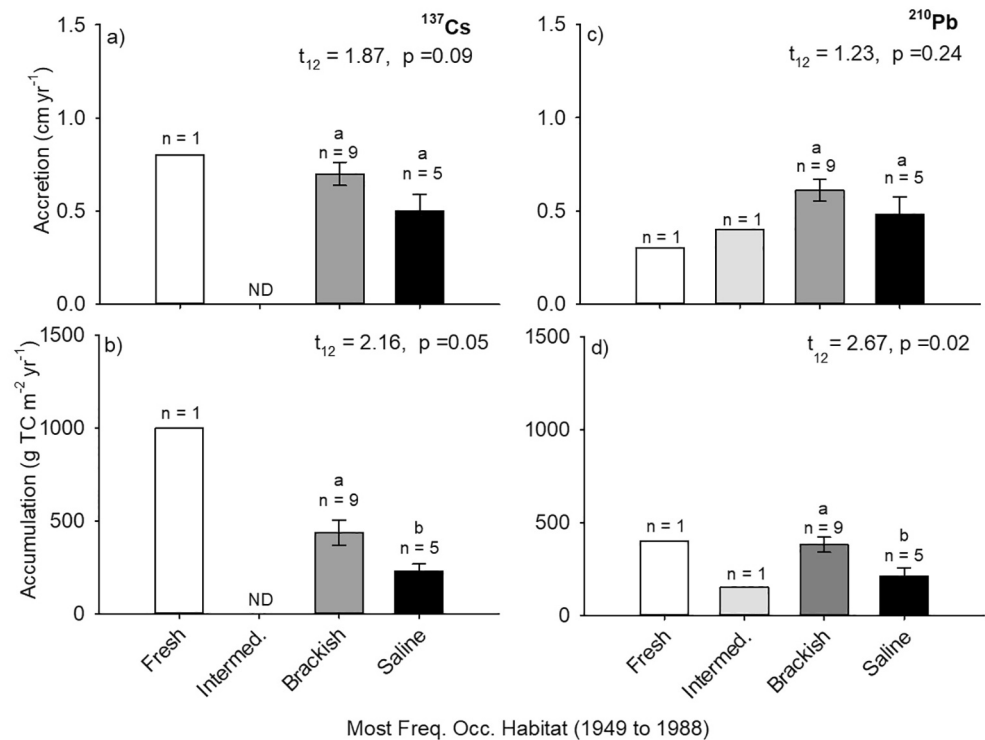 a)
¹³⁷Cs
t₁₂ = 1.87, p =0.09
1.5
1.0
0.5
0.0
Accretion (cm yr⁻¹)
n = 1
ND
a
n = 9
a
n = 5
c)
²¹⁰Pb
t₁₂ = 1.23, p =0.24
1.5
1.0
0.5
0.0
n = 1
n = 1
a
n = 9
a
n = 5
b)
t₁₂ = 2.16, p =0.05
1500
1000
500
0
Accumulation (g TC m⁻² yr⁻¹)
n = 1
ND
a
n = 9
b
n = 5
Fresh
Intermed.
Brackish
Saline
d)
t₁₂ = 2.67, p =0.02
1500
1000
500
0
n = 1
n = 1
a
n = 9
b
n = 5
Fresh
Intermed.
Brackish
Saline
Most Freq. Occ. Habitat (1949 to 1988)